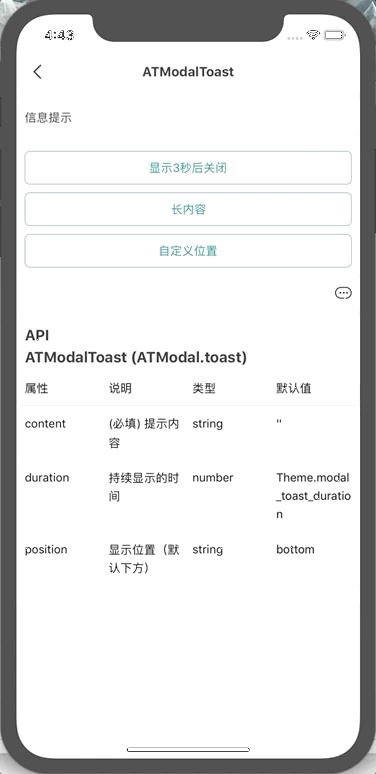 4:43
ATModalToast
信息提示
显示3秒后关闭
长内容
自定义位置
API
ATModalToast (ATModal.toast)
属性 说明 类型 默认值
content (必填) 提示内 string ''
容
duration 持续显示的时 number Theme.modal
间 _toast_duratio
n
position 显示位置（默 string bottom
认下方）